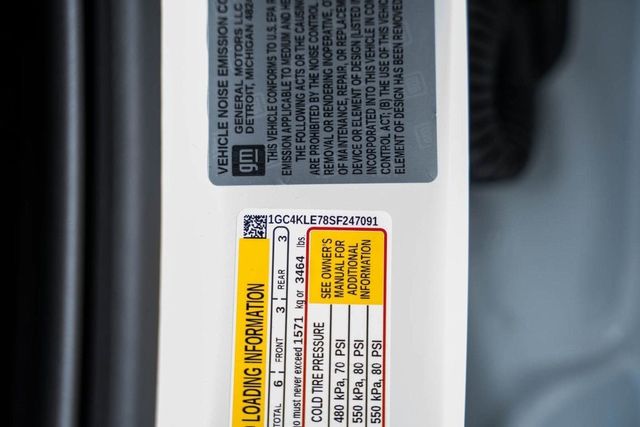 VEHICLE NOISE EMISSION CO
gm
GENERAL MOTORS LLC
DETROIT, MICHIGAN 482
THIS VEHICLE CONFORMS TO U.S. EPA R
EMISSION APPLICABLE TO MEDIUM AND HE
THE FOLLOWING ACTS OR THE CAUSING
ARE PROHIBITED BY THE NOISE CONTROL
REMOVAL OR RENDERING INOPERATIVE, OT
OF MAINTENANCE, REPAIR, OR REPLACEM
DEVICE OR ELEMENT OF DESIGN (LISTED I
INCORPORATED INTO THIS VEHICLE IN CON
CONTROL ACT; (B) THE USE OF THIS VEHIC
ELEMENT OF DESIGN HAS BEEN REMOVED
1GC4KLE78SF247091
LOADING INFORMATION
TOTAL 6 FRONT 3 REAR 3
o must never exceed 1571 kg or 3464 lbs
COLD TIRE PRESSURE
480 kPa, 70 PSI
550 kPa, 80 PSI
550 kPa, 80 PSI
SEE OWNER'S
MANUAL FOR
ADDITIONAL
INFORMATION